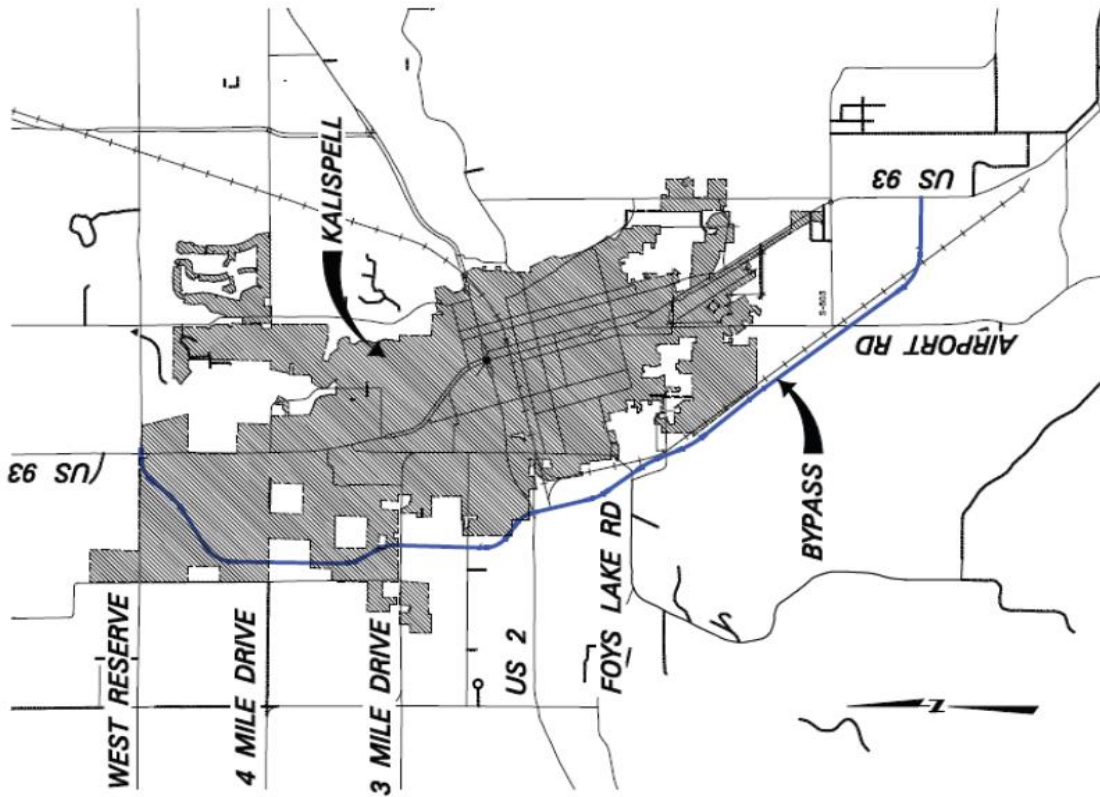 KALISPELL
US 93
S-503
AIRPORT RD
BYPASS
US 93
WEST RESERVE
4 MILE DRIVE
3 MILE DRIVE
US 2
FOYS LAKE RD
N